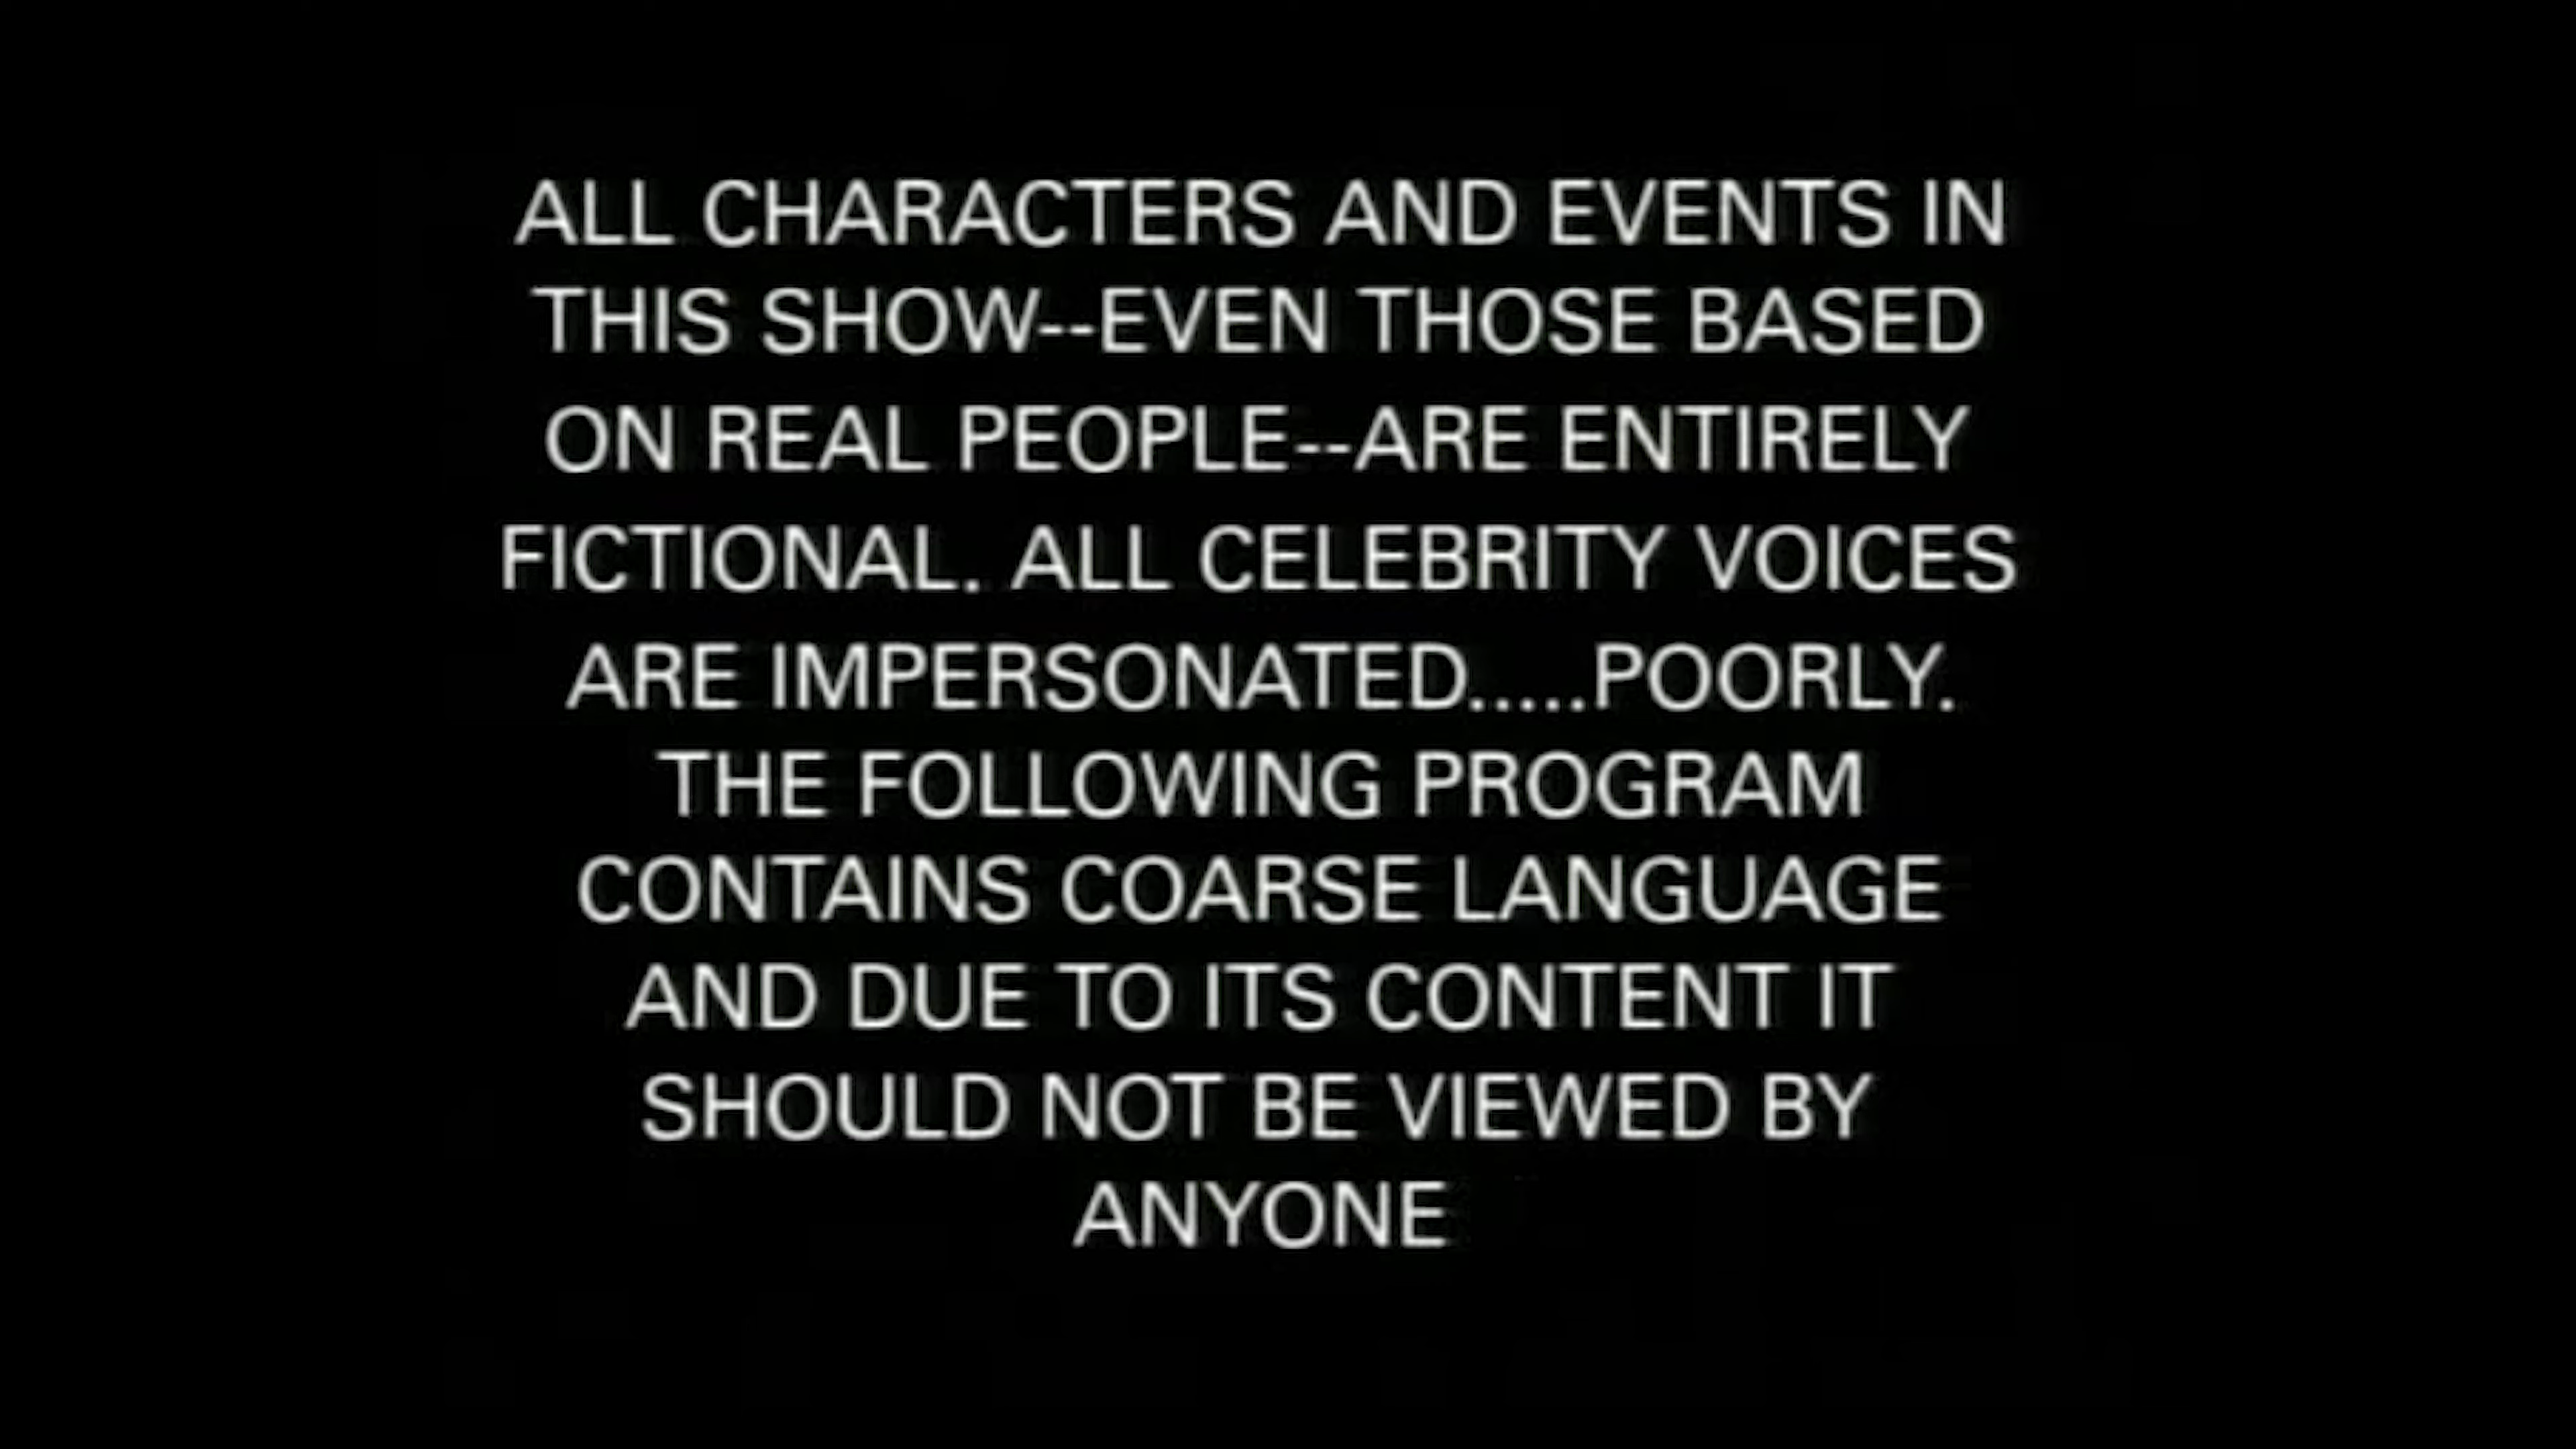 ALL CHARACTERS AND EVENTS IN
THIS SHOW--EVEN THOSE BASED
ON REAL PEOPLE--ARE ENTIRELY
FICTIONAL. ALL CELEBRITY VOICES
ARE IMPERSONATED.....POORLY.
THE FOLLOWING PROGRAM
CONTAINS COARSE LANGUAGE
AND DUE TO ITS CONTENT IT
SHOULD NOT BE VIEWED BY
ANYONE